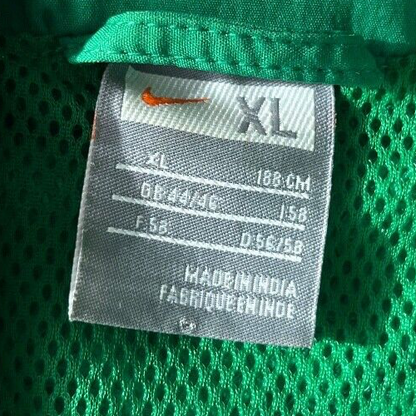 XL
XL 188 CM
GB.44/46 I.58
F.58 D.56/58
MADE IN INDIA
FABRIQUE EN INDE